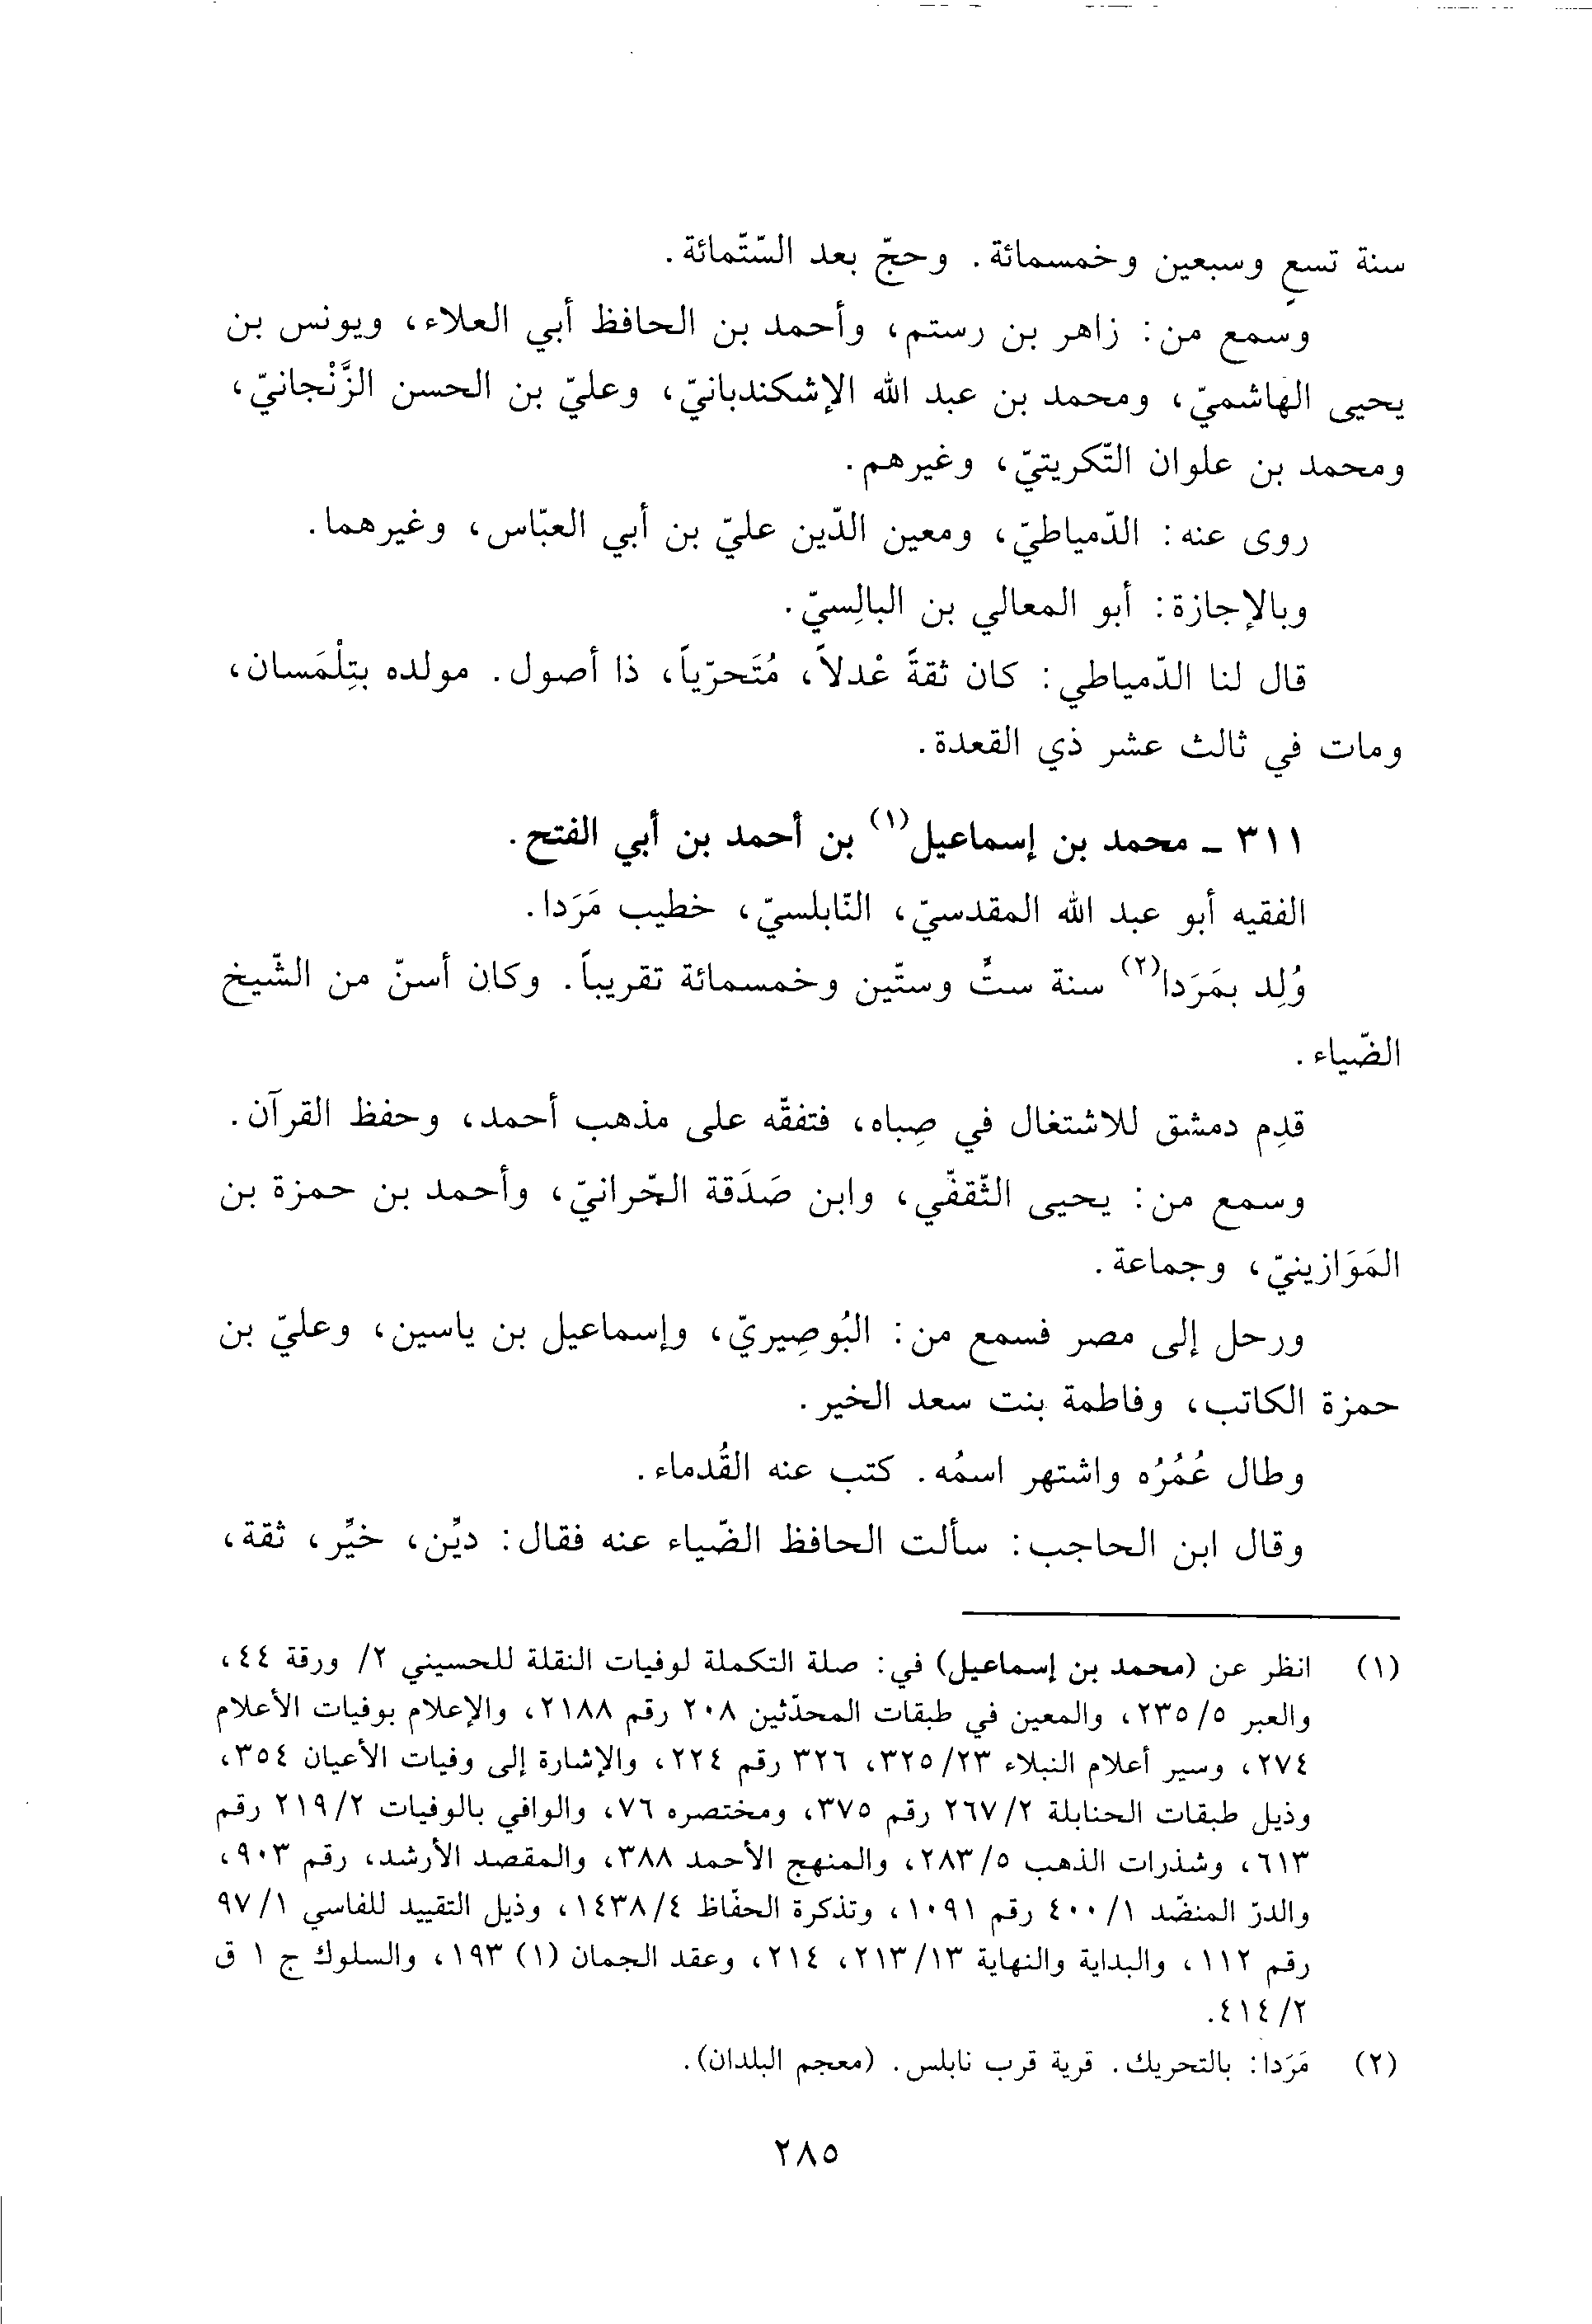 سنة تسعٍ وسبعين وخمسمائة. وحجّ بعد السّتّمائة.
وسمع من: زاهر بن رستم، وأحمد بن الحافظ أبي العلاء، ويونس بن
يحيى الهاشميّ، ومحمد بن عبد الله الإشكندبانيّ، وعليّ بن الحسن الزَّنْجانيّ،
ومحمد بن علوان التّكريتيّ، وغيرهم.
روى عنه: الدّمياطيّ، ومعين الدّين عليّ بن أبي العبّاس، وغيرهما.
وبالإجازة: أبو المعالي بن البالِسيّ.
قال لنا الدّمياطي: كان ثقةً عْدلاً، مُتَحرّياً، ذا أصول. مولده بتِلْمَسان،
ومات في ثالث عشر ذي القعدة.
٣١١ ـ محمد بن إسماعيل(١) بن أحمد بن أبي الفتح.
الفقيه أبو عبد الله المقدسيّ، النّابلسيّ، خطيب مَرَدا.
وُلِد بمَرَدا(٢) سنة ستٍّ وستّين وخمسمائة تقريباً. وكان أسنّ من الشّيخ
الضّياء.
قدِم دمشق للاشتغال في صِباه، فتفقّه على مذهب أحمد، وحفظ القرآن.
وسمع من: يحيى الثّقفّي، وابن صَدَقة الحّرانيّ، وأحمد بن حمزة بن
المَوَازينيّ، وجماعة.
ورحل إلى مصر فسمع من: البُوصِيريّ، وإسماعيل بن ياسين، وعليّ بن
حمزة الكاتب، وفاطمة بنت سعد الخير.
وطال عُمُرُه واشتهر اسمُه. كتب عنه القُدماء.
وقال ابن الحاجب: سألت الحافظ الضّياء عنه فقال: ديِّن، خيِّر، ثقة،
(١) انظر عن (محمد بن إسماعيل) في: صلة التكملة لوفيات النقلة للحسيني ٢/ ورقة ٤٤،
والعبر ٥/ ٢٣٥، والمعين في طبقات المحدّثين ٢٠٨ رقم ٢١٨٨، والإعلام بوفيات الأعلام
٢٧٤، وسير أعلام النبلاء ٢٣/ ٣٢٥، ٣٢٦ رقم ٢٢٤، والإشارة إلى وفيات الأعيان ٣٥٤،
وذيل طبقات الحنابلة ٢/ ٢٦٧ رقم ٣٧٥، ومختصره ٧٦، والوافي بالوفيات ٢/ ٢١٩ رقم
٦١٣، وشذرات الذهب ٥/ ٢٨٣، والمنهج الأحمد ٣٨٨، والمقصد الأرشد، رقم ٩٠٣،
والدرّ المنضّد ١/ ٤٠٠ رقم ١٠٩١، وتذكرة الحفّاظ ٤/ ١٤٣٨، وذيل التقييد للفاسي ١/ ٩٧
رقم ١١٢، والبداية والنهاية ١٣/ ٢١٣، ٢١٤، وعقد الجمان (١) ١٩٣، والسلوك ج ١ ق
٢/ ٤١٤.
(٢) مَرَدا: بالتحريك. قرية قرب نابلس. (معجم البلدان).
٢٨٥